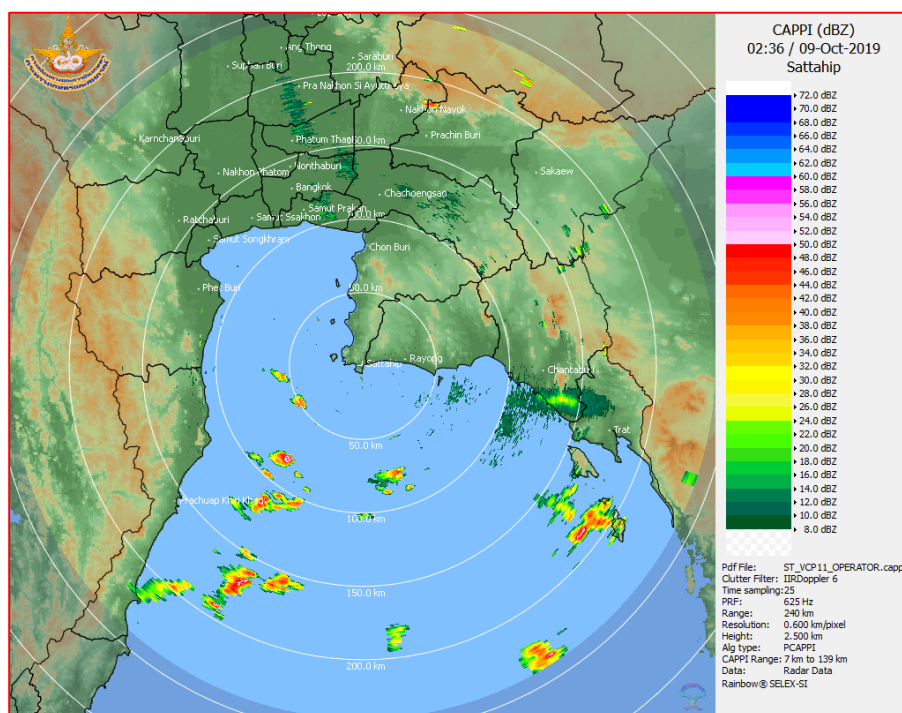 CAPPI (dBZ)
02:36 / 09-Oct-2019
Sattahip
72.0 dBZ
70.0 dBZ
68.0 dBZ
66.0 dBZ
64.0 dBZ
62.0 dBZ
60.0 dBZ
58.0 dBZ
56.0 dBZ
54.0 dBZ
52.0 dBZ
50.0 dBZ
48.0 dBZ
46.0 dBZ
44.0 dBZ
42.0 dBZ
40.0 dBZ
38.0 dBZ
36.0 dBZ
34.0 dBZ
32.0 dBZ
30.0 dBZ
28.0 dBZ
26.0 dBZ
24.0 dBZ
22.0 dBZ
20.0 dBZ
18.0 dBZ
16.0 dBZ
14.0 dBZ
12.0 dBZ
10.0 dBZ
8.0 dBZ
Pdf File: ST_VCP11_OPERATOR.capp
Clutter Filter: IIRDoppler 6
Time sampling:25
PRF: 625 Hz
Range: 240 km
Resolution: 0.600 km/pixel
Height: 2.500 km
Alg type: PCAPPI
CAPPI Range: 7 km to 139 km
Data: Radar Data
Rainbow® SELEX-SI
Ang Thong
Saraburi
Suphan Buri
200.0 km
Pra Nakhon Si Ayutthaya
Nakhon Nayok
Karnchanaburi
Phatum Thani
Prachin Buri
Nonthaburi
Nakhon Phatom
Sakaew
Bangkok
Chachoengsao
Samut Prakan
Ratchaburi
Samut Ssakhon
Samut Songkhram
Chon Buri
Phet Buri
50.0 km
Sattahip
Rayong
Chantaburi
Trat
50.0 km
Prachuap Khiri Khan
100.0 km
150.0 km
200.0 km